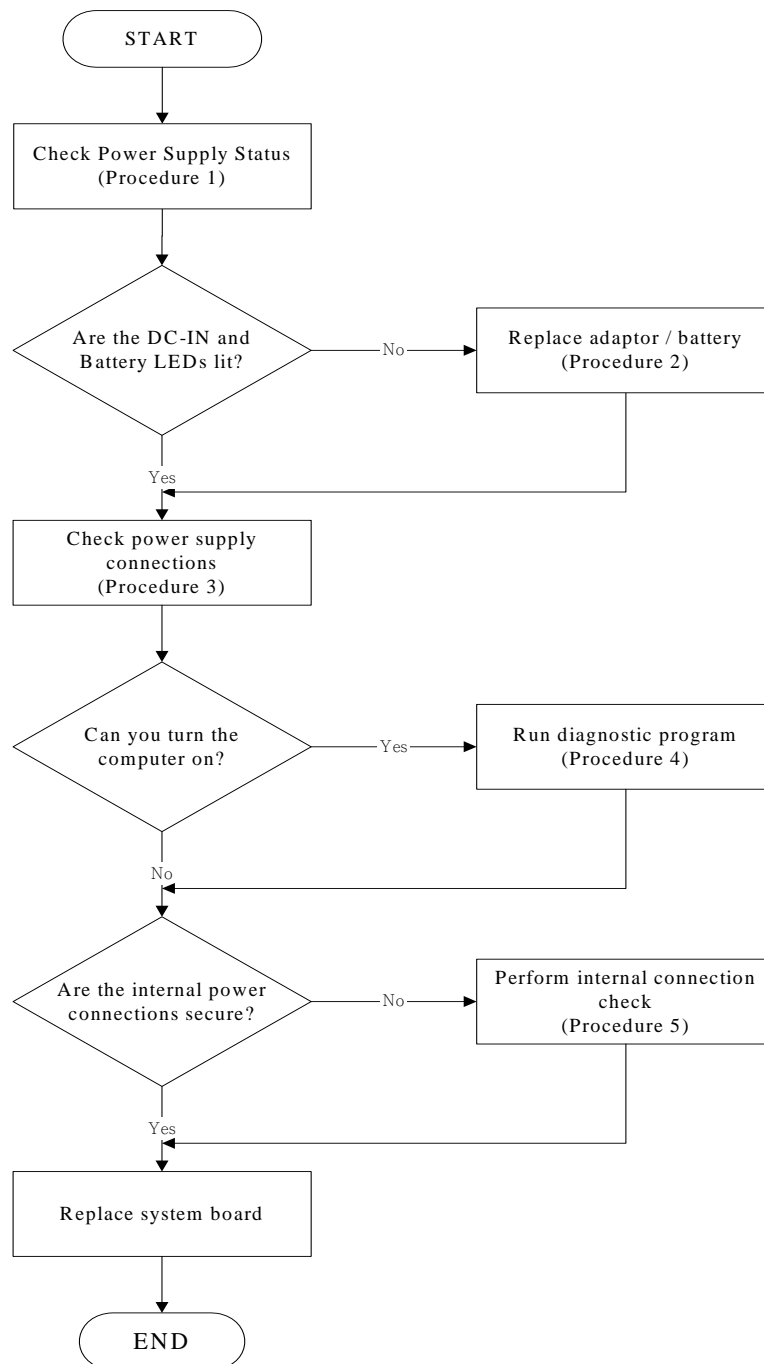 START
Check Power Supply Status
(Procedure 1)
Are the DC-IN and
Battery LEDs lit?
No
Replace adaptor / battery
(Procedure 2)
Yes
Check power supply
connections
(Procedure 3)
Can you turn the
computer on?
Yes
Run diagnostic program
(Procedure 4)
No
Are the internal power
connections secure?
No
Perform internal connection
check
(Procedure 5)
Yes
Replace system board
END